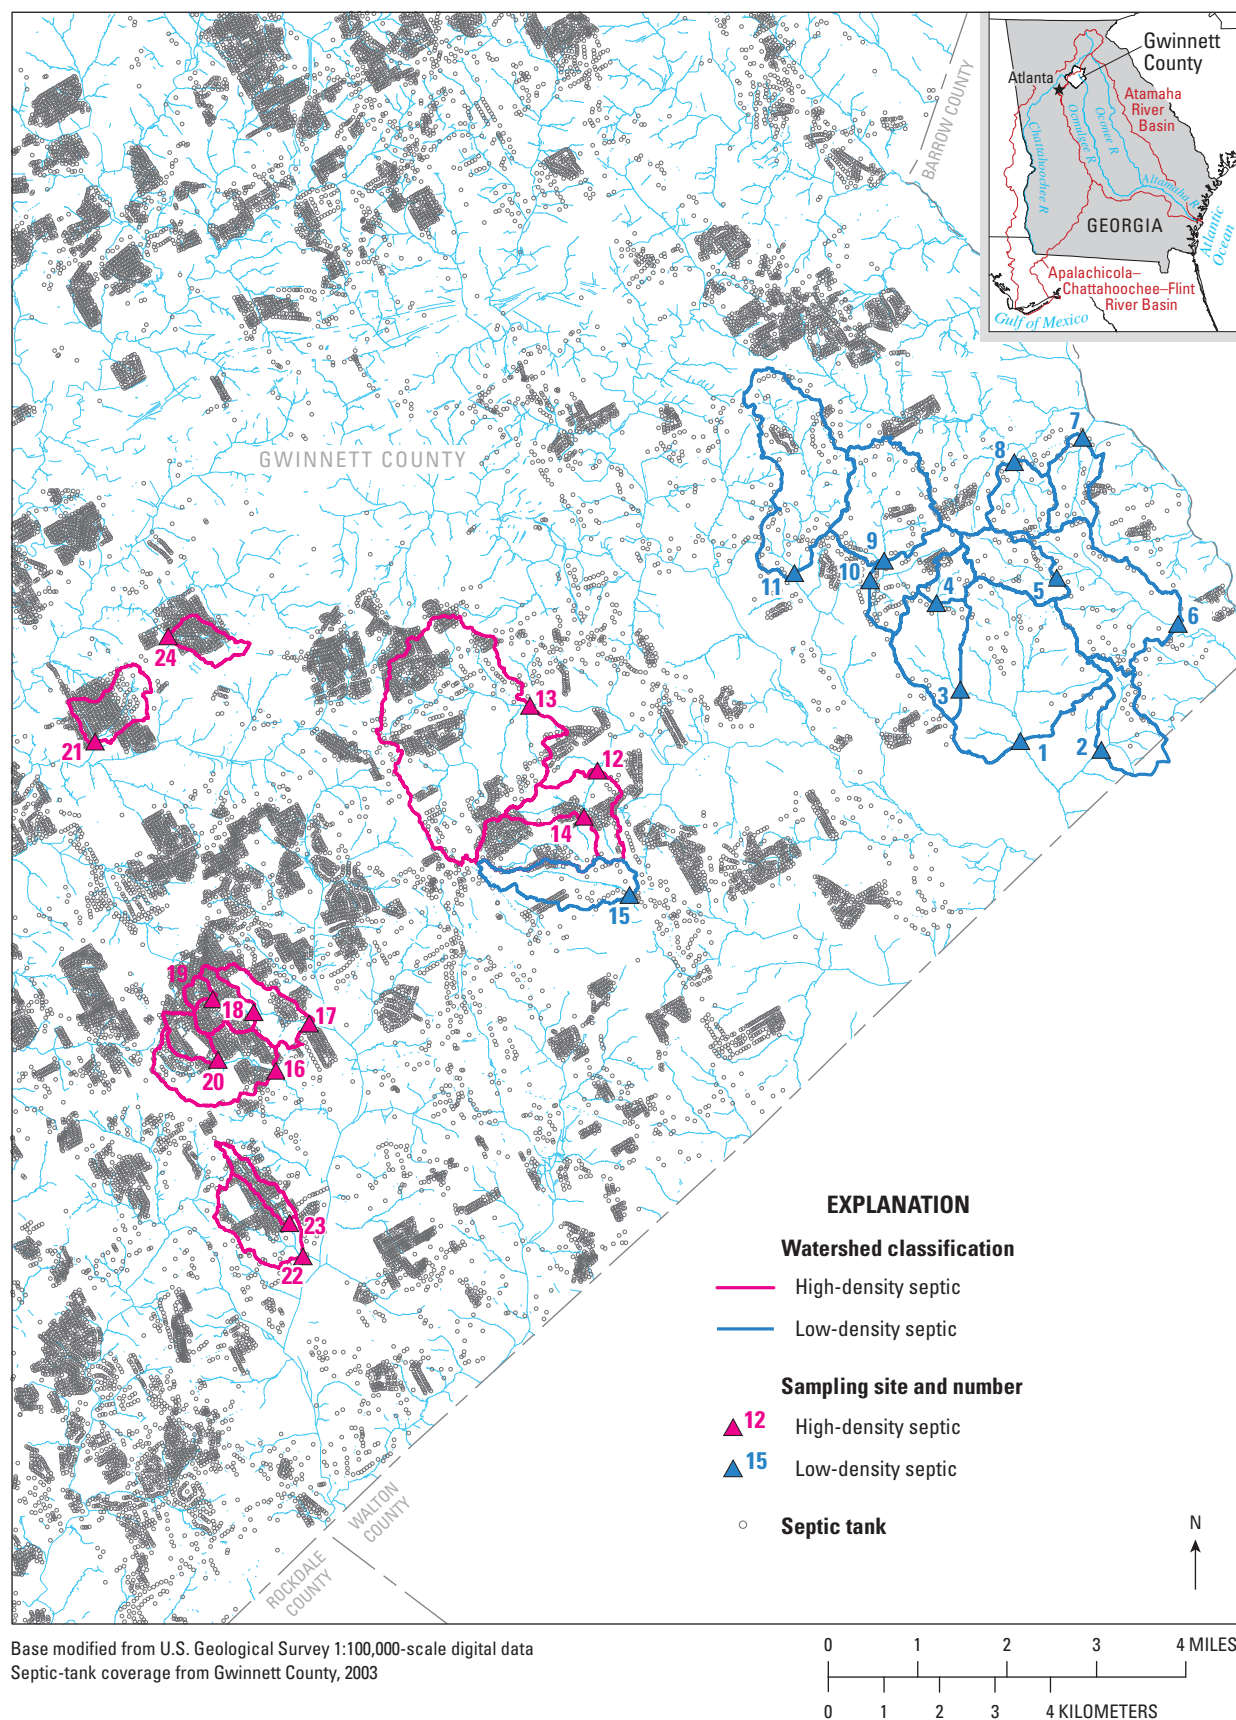 BARROW COUNTY
Gwinnett
County
Atlanta
Atamaha
River
Basin
Chattahoochee R
Ocmulgee R
Oconee R
Altamaha R
GEORGIA
Atlantic
Ocean
Apalachicola–
Chattahoochee–Flint
River Basin
Gulf of Mexico
GWINNETT COUNTY
7
8
9
10
11
4
5
6
3
1
2
24
21
13
12
14
15
19
18
17
20
16
23
22
WALTON
COUNTY
ROCKDALE
COUNTY
EXPLANATION
Watershed classification
High-density septic
Low-density septic
Sampling site and number
12 High-density septic
15 Low-density septic
Septic tank
N
Base modified from U.S. Geological Survey 1:100,000-scale digital data
Septic-tank coverage from Gwinnett County, 2003
0 1 2 3 4 MILES
0 1 2 3 4 KILOMETERS